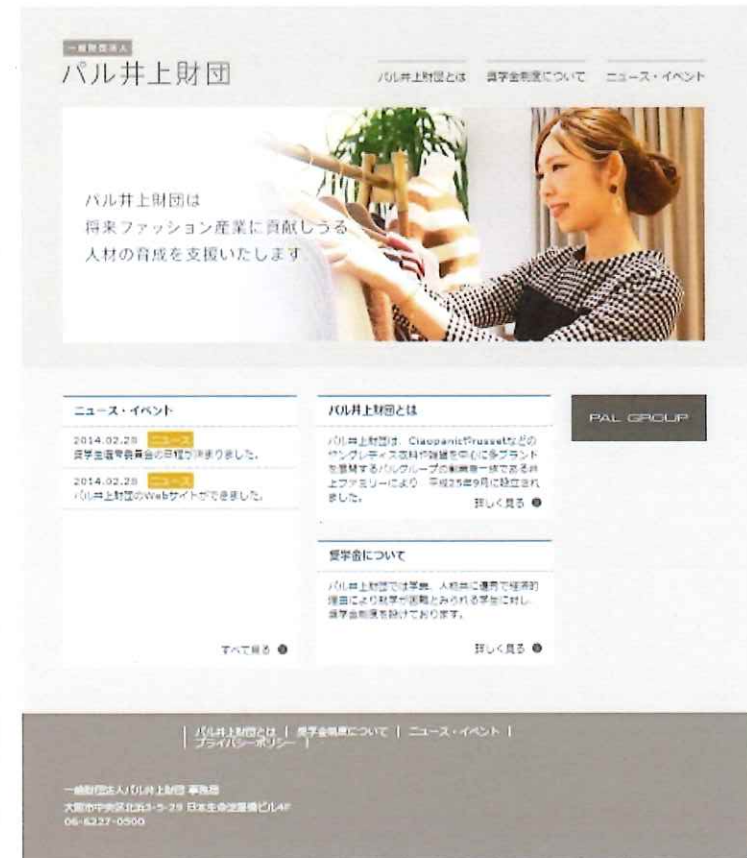 一般財団法人
パル井上財団
パル井上財団とは 奨学金制度について ニュース・イベント
パル井上財団は
将来ファッション産業に貢献しうる
人材の育成を支援いたします
ニュース・イベント
2014.02.28 ニュース
奨学生選考委員会の日程が決まりました。
2014.02.28 ニュース
パル井上財団のWebサイトができました。
すべて見る
パル井上財団とは
パル井上財団は、Ciaopanicやrussetなどの
ヤングレディス衣料や雑貨を中心に多ブランド
を展開するパルグループの創業者一族である井
上ファミリーにより、平成25年9月に設立され
ました。
詳しく見る
奨学金について
パル井上財団では学業、人物共に優秀で経済的
理由により就学が困難とみられる学生に対し、
奨学金制度を設けております。
詳しく見る
PAL GROUP
| パル井上財団とは | 奨学金制度について | ニュース・イベント |
プライバシーポリシー |
一般財団法人パル井上財団 事務局
大阪市中央区北浜3-5-29 日本生命淀屋橋ビル4F
06-6227-0500